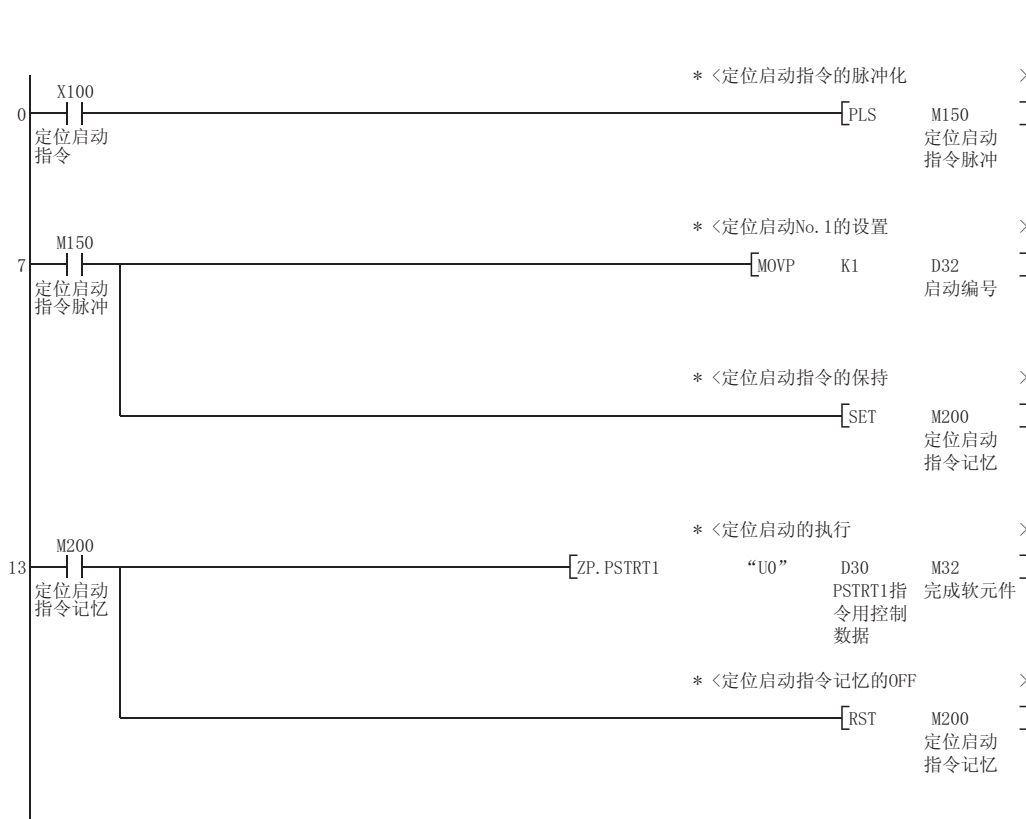 * <定位启动指令的脉冲化 >
X100
0 PLS M150
定位启动 定位启动
指令 指令脉冲
* <定位启动No.1的设置 >
M150
7 MOVP K1 D32
定位启动 启动编号
指令脉冲
* <定位启动指令的保持 >
SET M200
定位启动
指令记忆
* <定位启动的执行 >
M200
13 ZP.PSTRT1 “U0” D30 M32
定位启动 PSTRT1指 完成软元件
指令记忆 令用控制
数据
* <定位启动指令记忆的OFF >
RST M200
定位启动
指令记忆